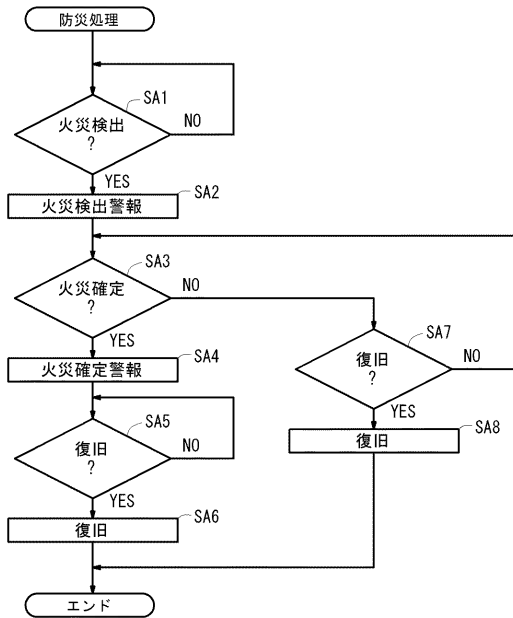 防災処理
SA1
火災検出
?
NO
YES
SA2
火災検出警報
SA3
火災確定
?
NO
YES
SA7
復旧
?
NO
YES
SA4
火災確定警報
SA5
復旧
?
NO
YES
SA8
復旧
SA6
復旧
エンド